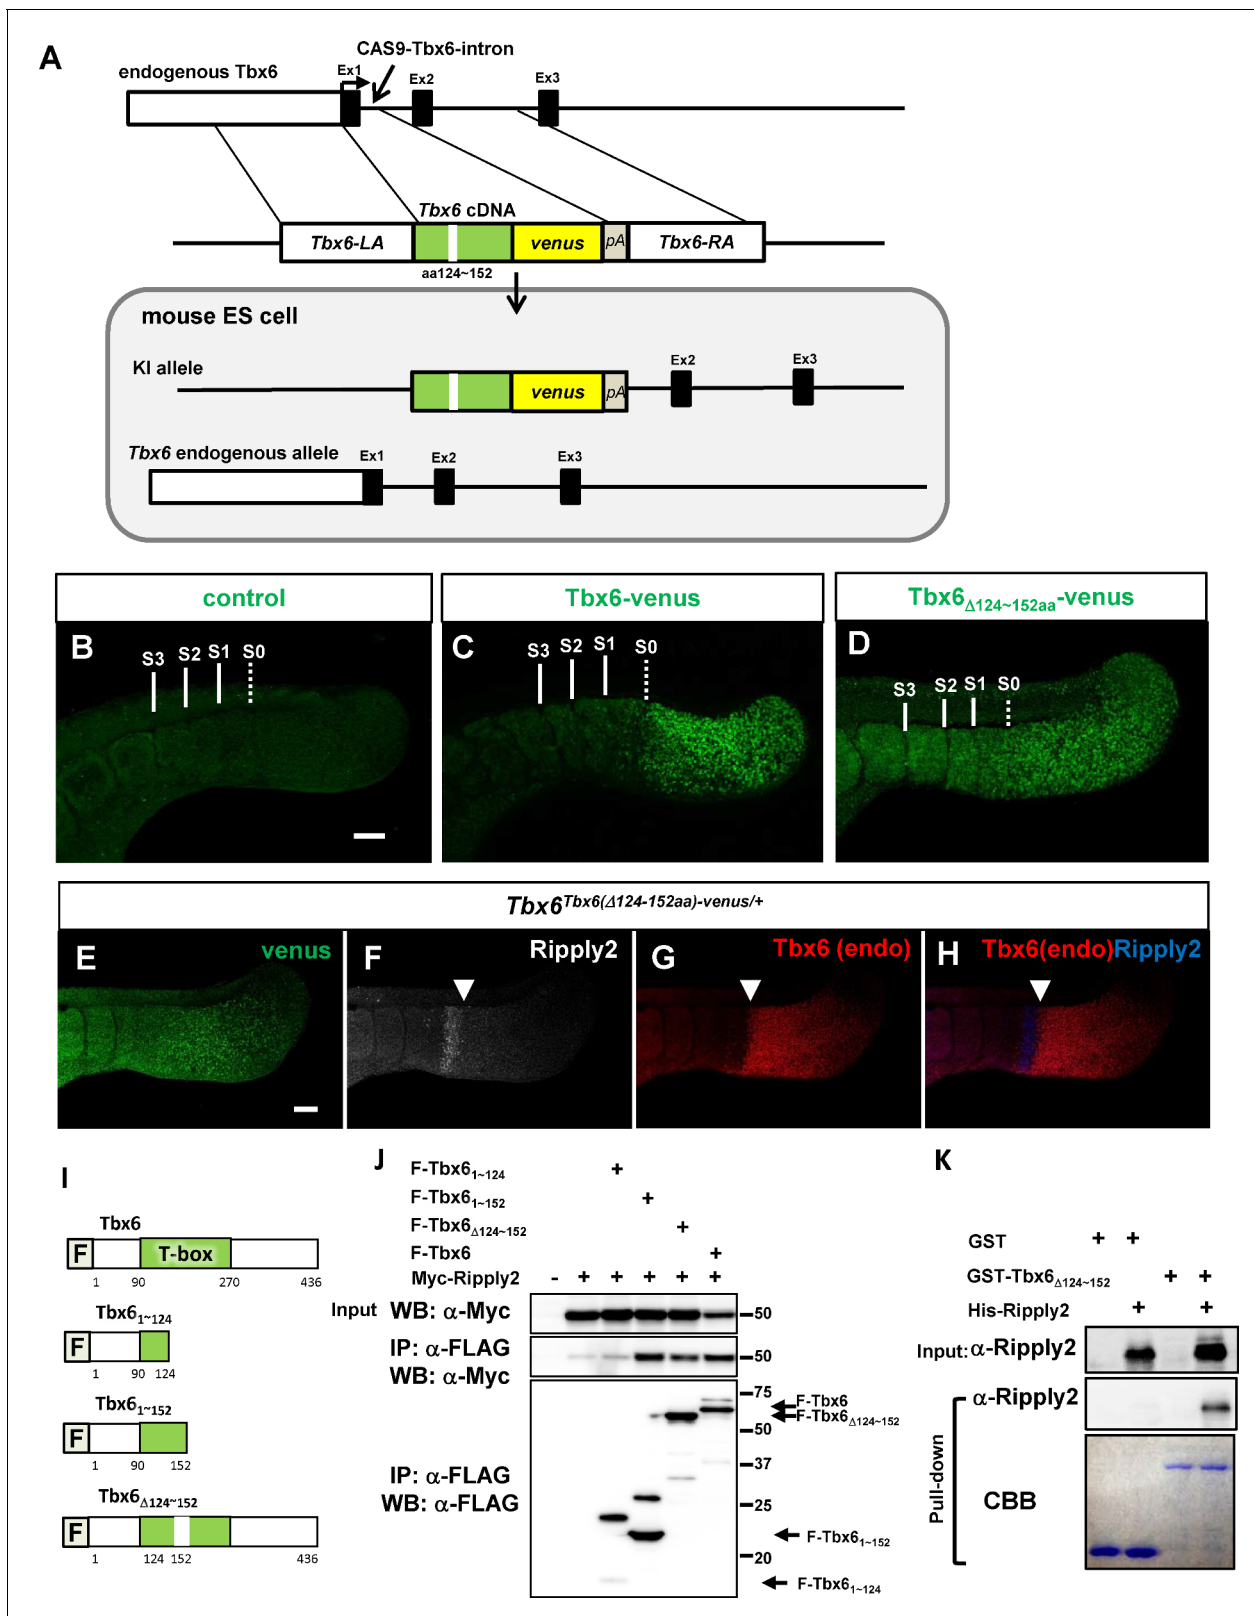 A
CAS9-Tbx6-intron
endogenous Tbx6
Ex1
Ex2
Ex3
Tbx6 cDNA
Tbx6-LA
venus
pA
Tbx6-RA
aa124~152
mouse ES cell
KI allele
venus
pA
Ex2
Ex3
Tbx6 endogenous allele
Ex1
Ex2
Ex3
control
Tbx6-venus
Tbx6Δ124~152aa-venus
B
S3
S2
S1
S0
C
S3
S2
S1
S0
D
S3
S2
S1
S0
Tbx6Tbx6(Δ124-152aa)-venus/+
E
venus
F
Ripply2
G
Tbx6 (endo)
H
Tbx6(endo)Ripply2
I
Tbx6
F
T-box
1 90 270 436
Tbx61~124
F
1 90 124
Tbx61~152
F
1 90 152
Tbx6Δ124~152
F
1 124 152 436
J
F-Tbx61~124 +
F-Tbx61~152 +
F-Tbx6Δ124~152 +
F-Tbx6 +
Myc-Ripply2 - + + + + +
Input WB: α-Myc
50
IP: α-FLAG
WB: α-Myc
50
75
F-Tbx6
F-Tbx6Δ124~152
50
37
IP: α-FLAG
WB: α-FLAG
25
F-Tbx61~152
20
F-Tbx61~124
K
GST + +
GST-Tbx6Δ124~152 + +
His-Ripply2 + +
Input: α-Ripply2
α-Ripply2
Pull-down
CBB